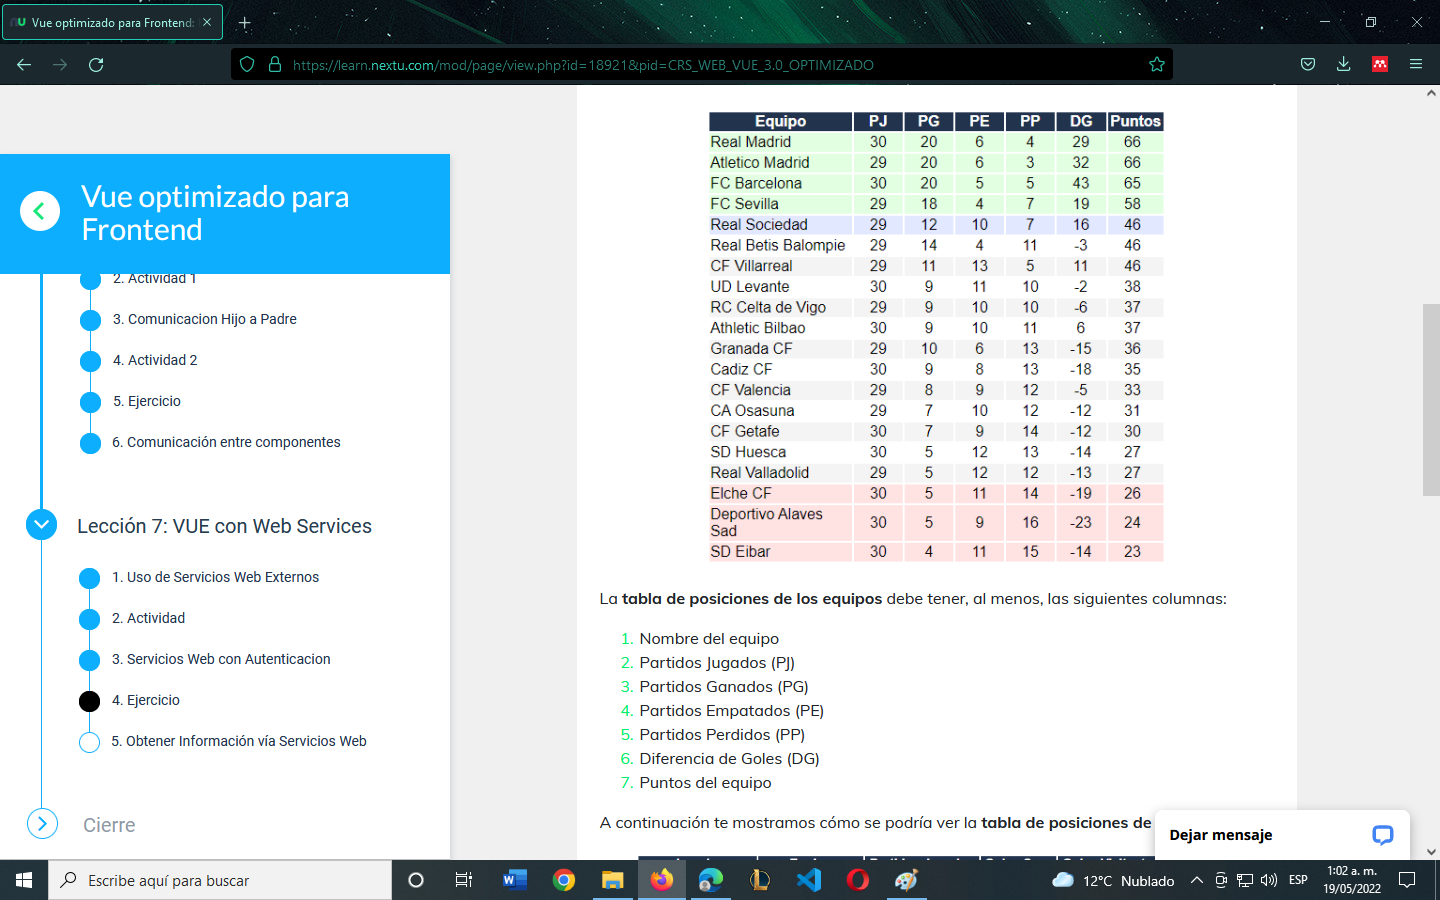 Vue optimizado para Frontend:
https://learn.nextu.com/mod/page/view.php?id=18921&pid=CRS_WEB_VUE_3.0_OPTIMIZADO
Vue optimizado para
Frontend
2. Actividad 1
3. Comunicacion Hijo a Padre
4. Actividad 2
5. Ejercicio
6. Comunicación entre componentes
Lección 7: VUE con Web Services
1. Uso de Servicios Web Externos
2. Actividad
3. Servicios Web con Autenticacion
4. Ejercicio
5. Obtener Información vía Servicios Web
Cierre
Equipo PJ PG PE PP DG Puntos
Real Madrid 30 20 6 4 29 66
Atletico Madrid 29 20 6 3 32 66
FC Barcelona 30 20 5 5 43 65
FC Sevilla 29 18 4 7 19 58
Real Sociedad 29 12 10 7 16 46
Real Betis Balompie 29 14 4 11 -3 46
CF Villarreal 29 11 13 5 11 46
UD Levante 30 9 11 10 -2 38
RC Celta de Vigo 29 9 10 10 -6 37
Athletic Bilbao 30 9 10 11 6 37
Granada CF 29 10 6 13 -15 36
Cadiz CF 30 9 8 13 -18 35
CF Valencia 29 8 9 12 -5 33
CA Osasuna 29 7 10 12 -12 31
CF Getafe 30 7 9 14 -12 30
SD Huesca 30 5 12 13 -14 27
Real Valladolid 29 5 12 12 -13 27
Elche CF 30 5 11 14 -19 26
Deportivo Alaves
Sad 30 5 9 16 -23 24
SD Eibar 30 4 11 15 -14 23
La tabla de posiciones de los equipos debe tener, al menos, las siguientes columnas:
1. Nombre del equipo
2. Partidos Jugados (PJ)
3. Partidos Ganados (PG)
4. Partidos Empatados (PE)
5. Partidos Perdidos (PP)
6. Diferencia de Goles (DG)
7. Puntos del equipo
A continuación te mostramos cómo se podría ver la tabla de posiciones de
Dejar mensaje
Escribe aquí para buscar
12°C Nublado
ESP
1:02 a. m.
19/05/2022